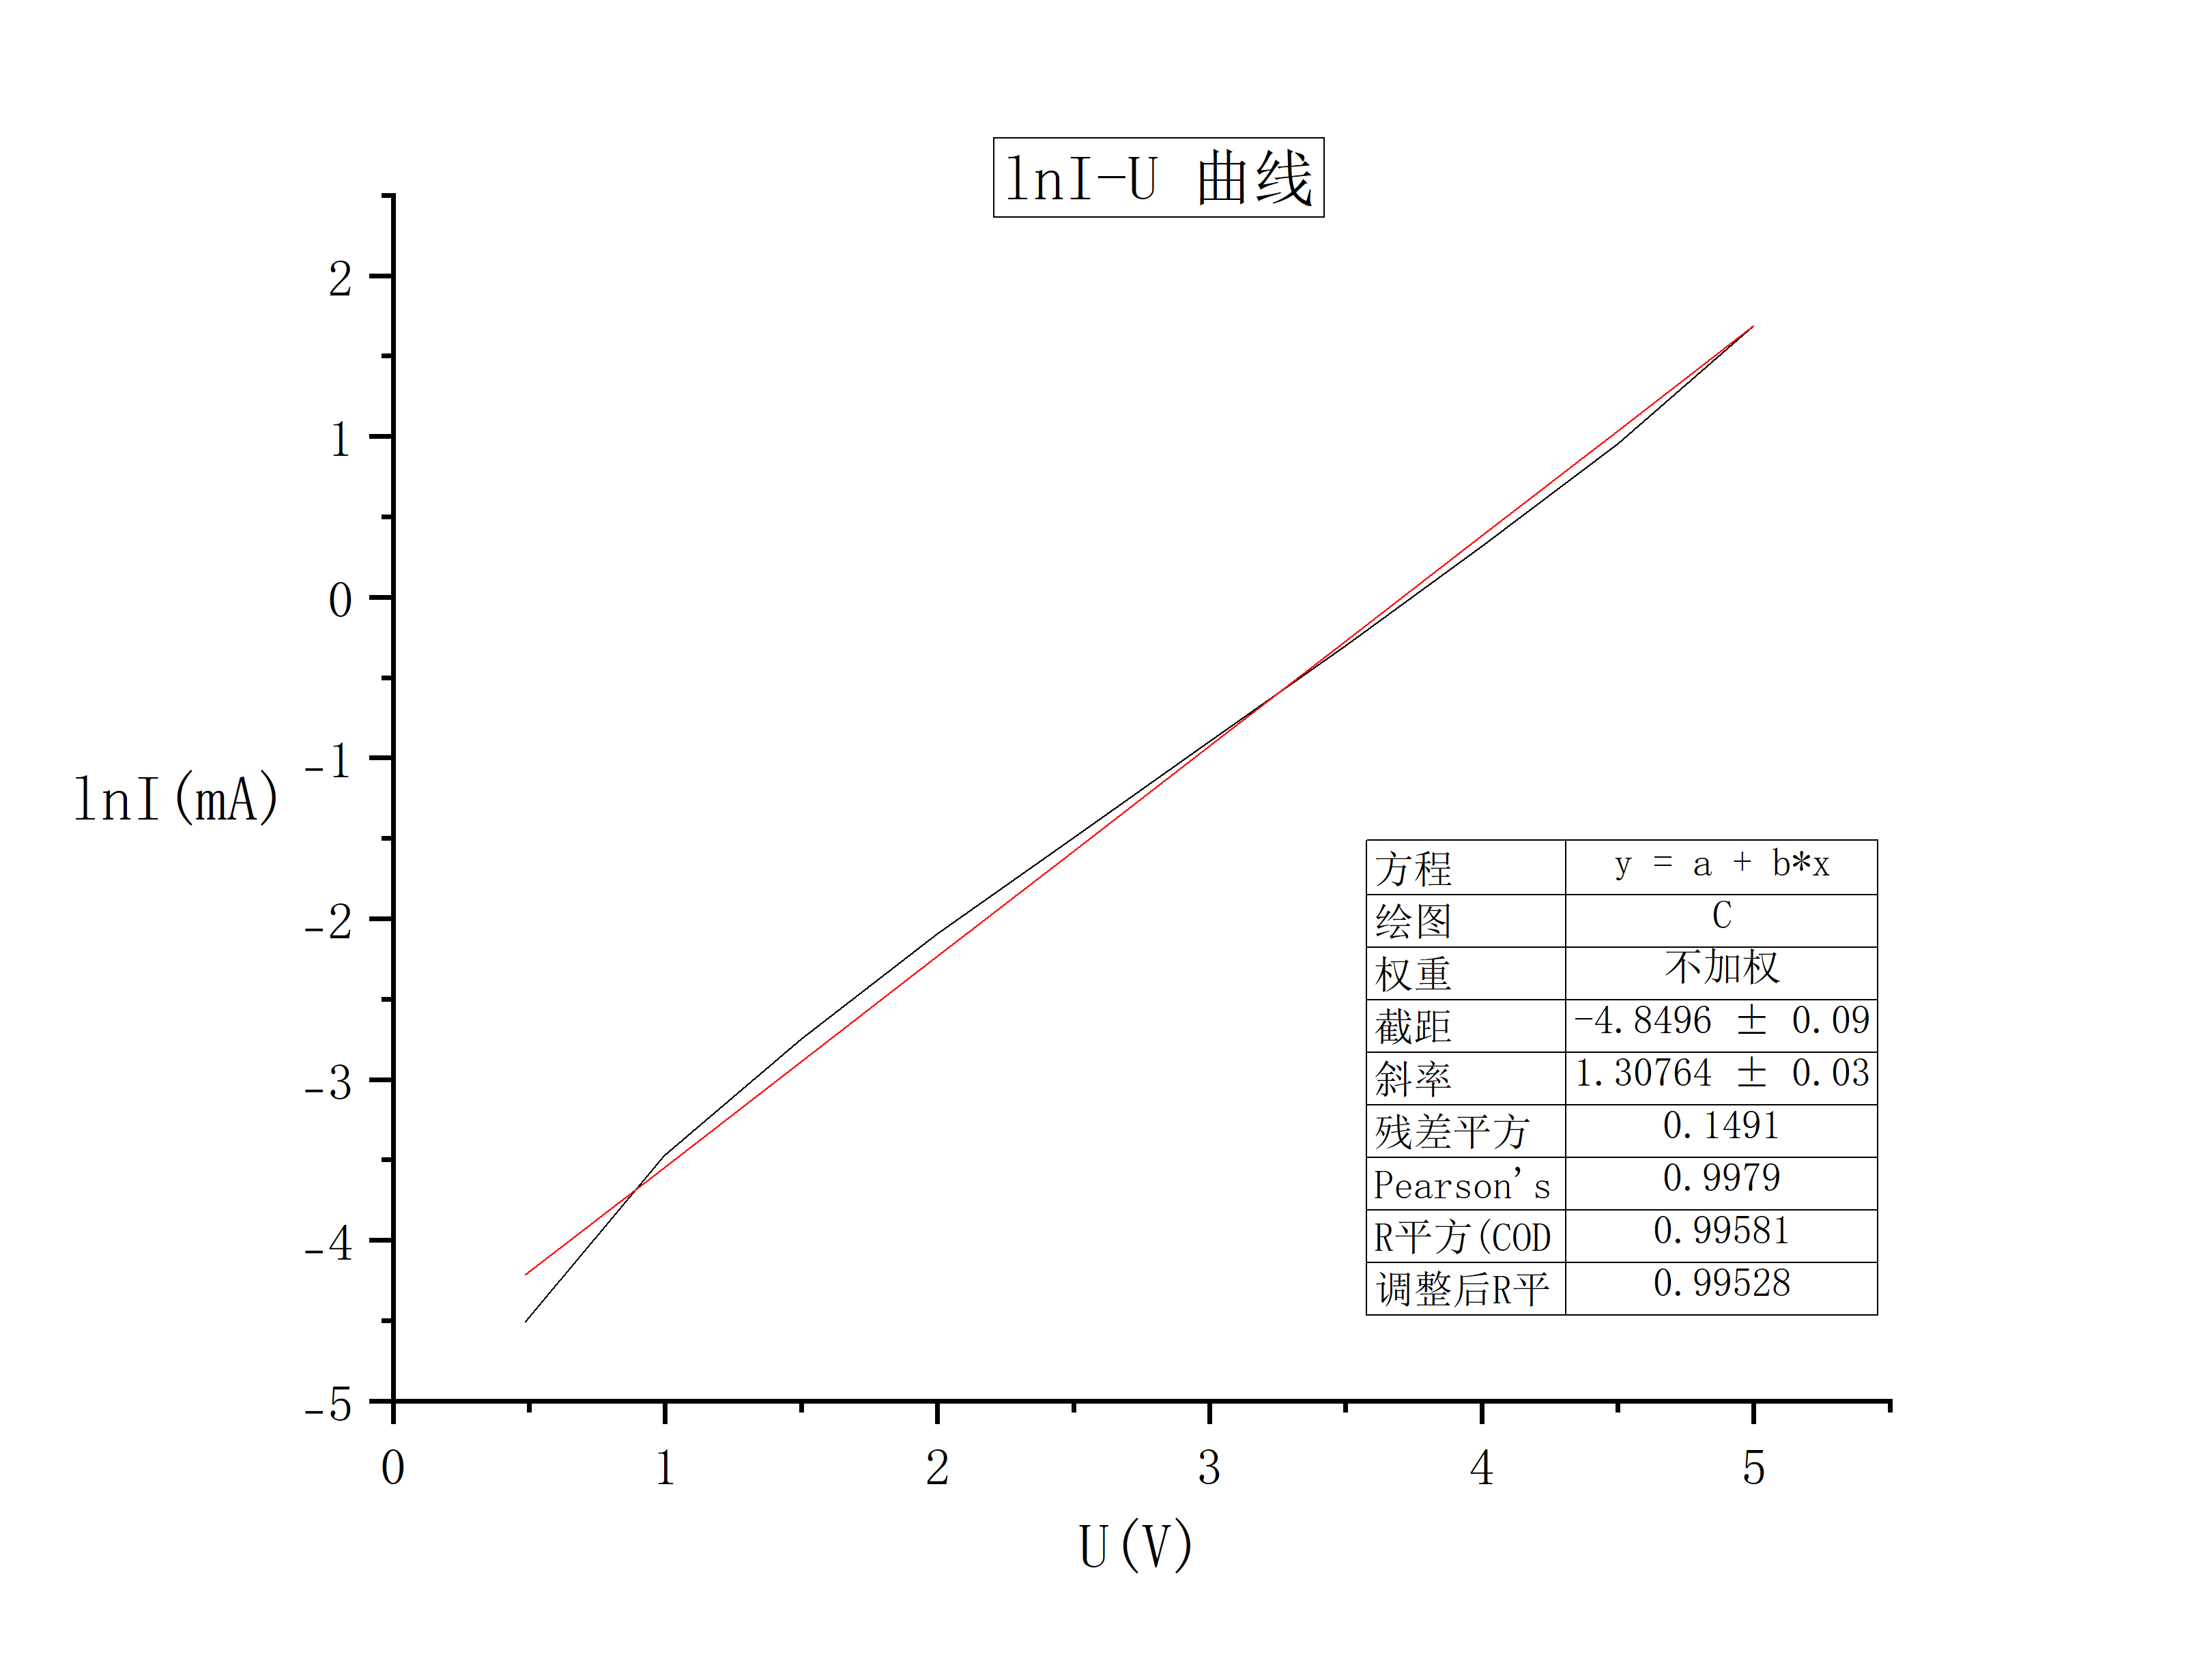 lnI-U 曲线
2
1
0
-1
-2
-3
-4
-5
lnI(mA)
0 1 2 3 4 5
U(V)
方程 y = a + b*x
绘图 C
权重 不加权
截距 -4.8496 ± 0.09
斜率 1.30764 ± 0.03
残差平方 0.1491
Pearson's 0.9979
R平方(COD 0.99581
调整后R平 0.99528